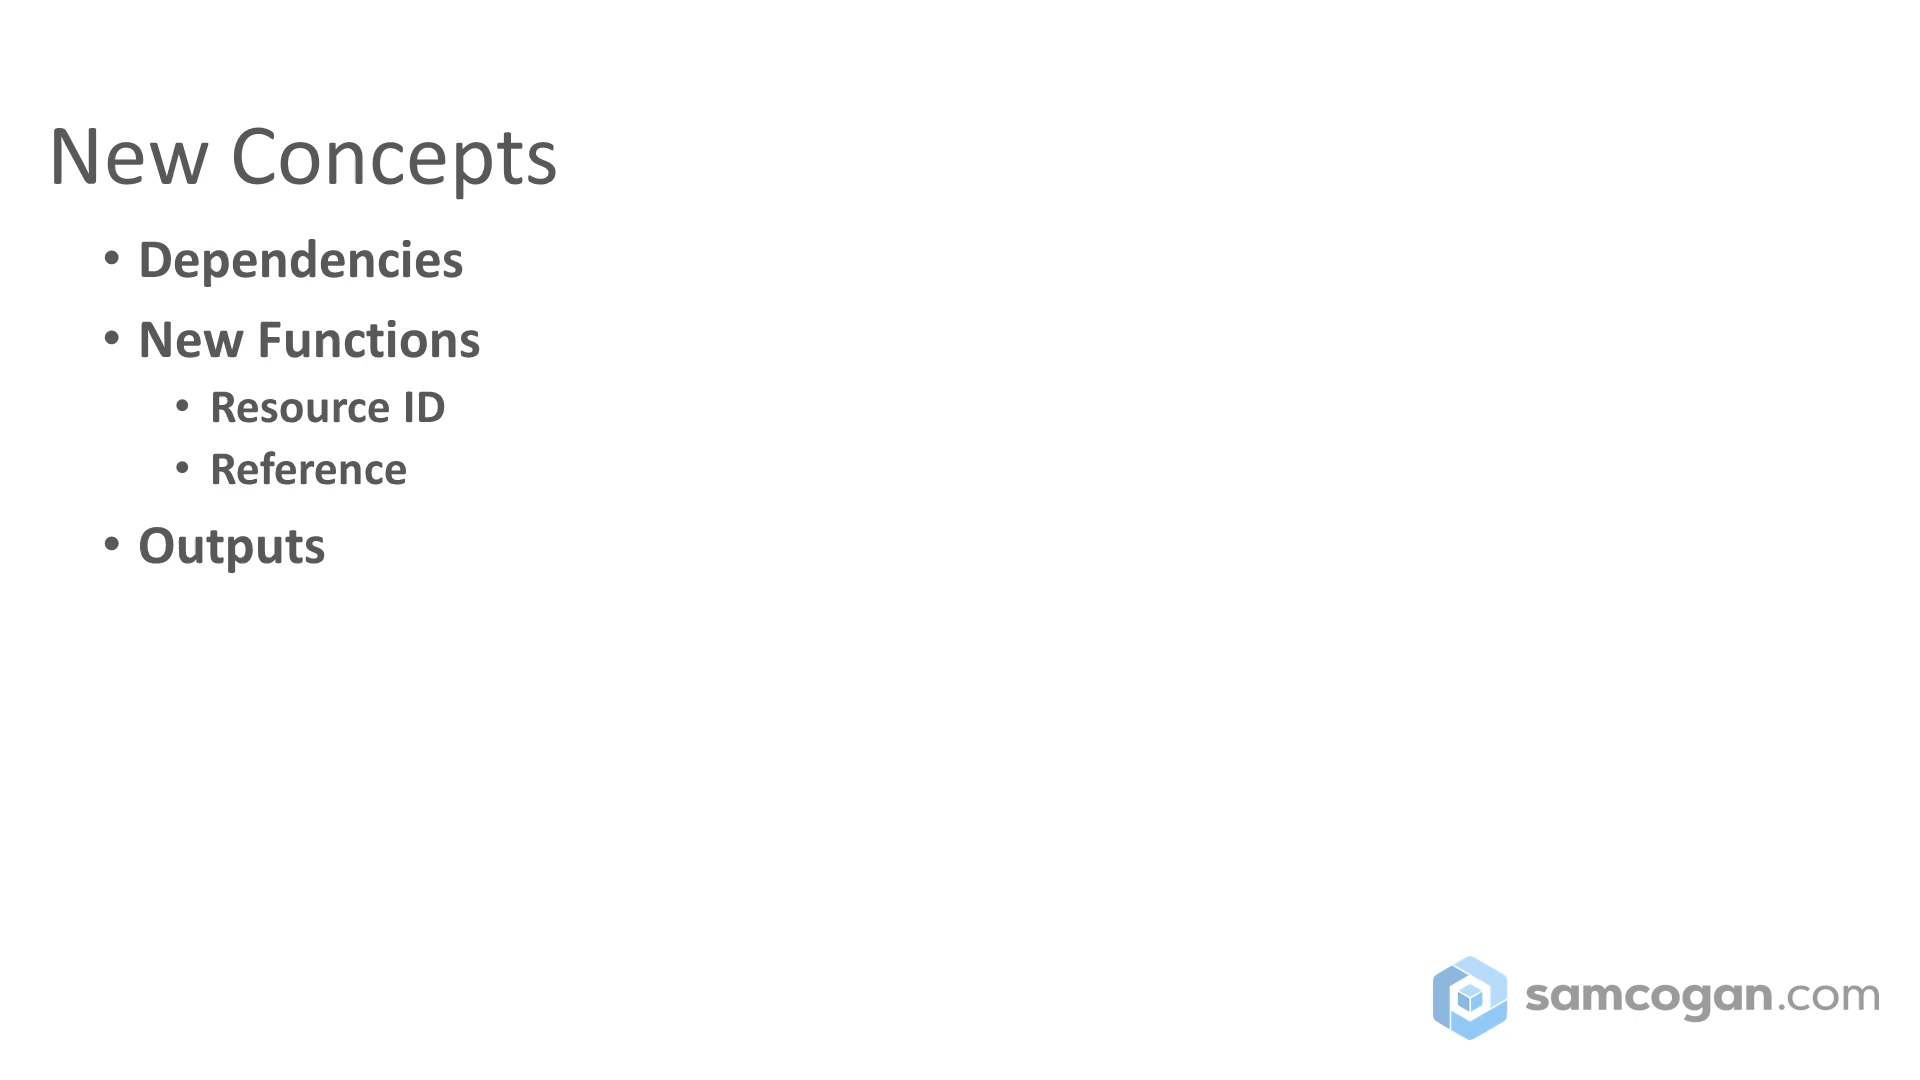 New Concepts
• Dependencies
• New Functions
• Resource ID
• Reference
• Outputs
samcogan.com